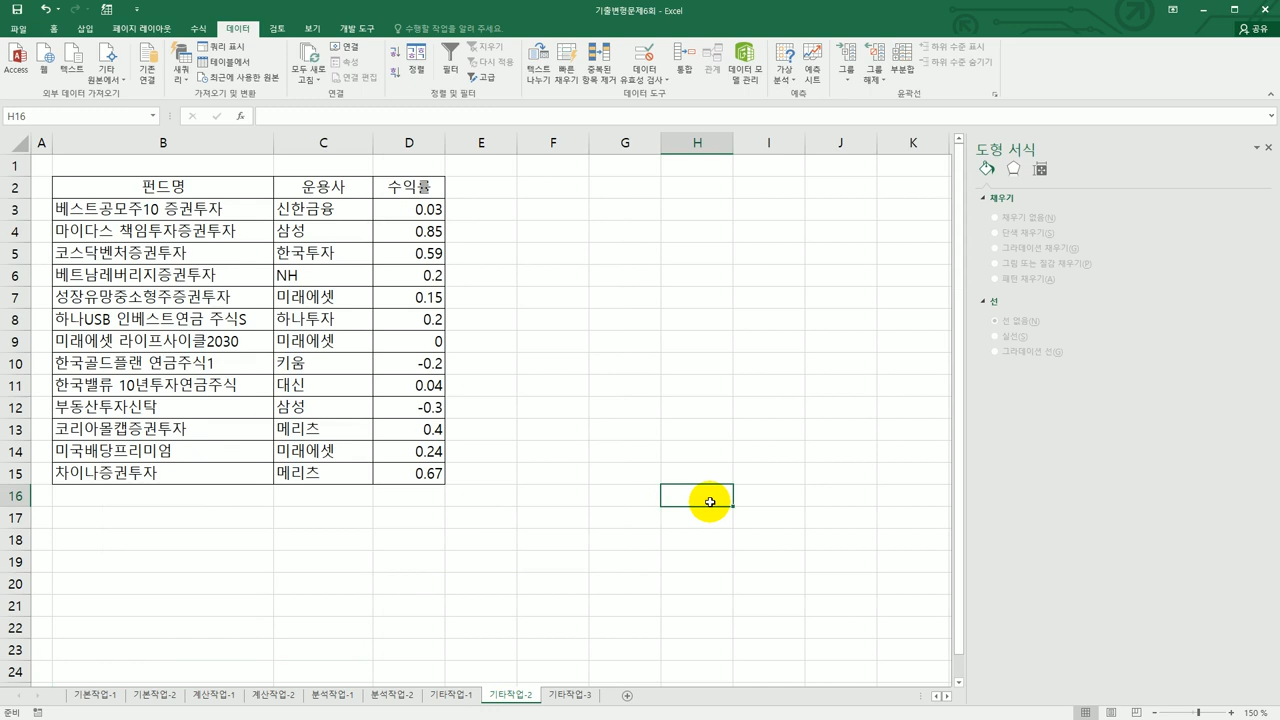 기출변형문제6회 - Excel
파일 홈 삽입 페이지 레이아웃 수식 데이터 검토 보기 개발 도구 수행할 작업을 알려 주세요. 공유
Access 웹 텍스트 기타 원본에서 기존 연결 새 쿼리 쿼리 표시 테이블에서 최근에 사용한 원본 모두 새로 고침 연결 속성 연결 편집 정렬 필터 지우기 다시 적용 고급 텍스트 나누기 빠른 채우기 중복된 항목 제거 데이터 유효성 검사 통합 관계 데이터 모델 관리 가상 분석 예측 시트 그룹 그룹 해제 부분합 하위 수준 표시 하위 수준 숨기기
외부 데이터 가져오기 가져오기 및 변환 연결 정렬 및 필터 데이터 도구 예측 윤곽선
H16 fx
A B C D E F G H I J K
1
2 펀드명 운용사 수익률
3 베스트공모주10 증권투자 신한금융 0.03
4 마이다스 책임투자증권투자 삼성 0.85
5 코스닥벤처증권투자 한국투자 0.59
6 베트남레버리지증권투자 NH 0.2
7 성장유망중소형주증권투자 미래에셋 0.15
8 하나USB 인베스트연금 주식S 하나투자 0.2
9 미래에셋 라이프사이클2030 미래에셋 0
10 한국골드플랜 연금주식1 키움 -0.2
11 한국밸류 10년투자연금주식 대신 0.04
12 부동산투자신탁 삼성 -0.3
13 코리아몰캡증권투자 메리츠 0.4
14 미국배당프리미엄 미래에셋 0.24
15 차이나증권투자 메리츠 0.67
16
17
18
19
20
21
22
23
24
도형 서식
채우기
채우기 없음(N)
단색 채우기(S)
그라데이션 채우기(G)
그림 또는 질감 채우기(P)
패턴 채우기(A)
선
선 없음(N)
실선(S)
그라데이션 선(G)
기본작업-1 기본작업-2 계산작업-1 계산작업-2 분석작업-1 분석작업-2 기타작업-1 기타작업-2 기타작업-3
준비 150 %